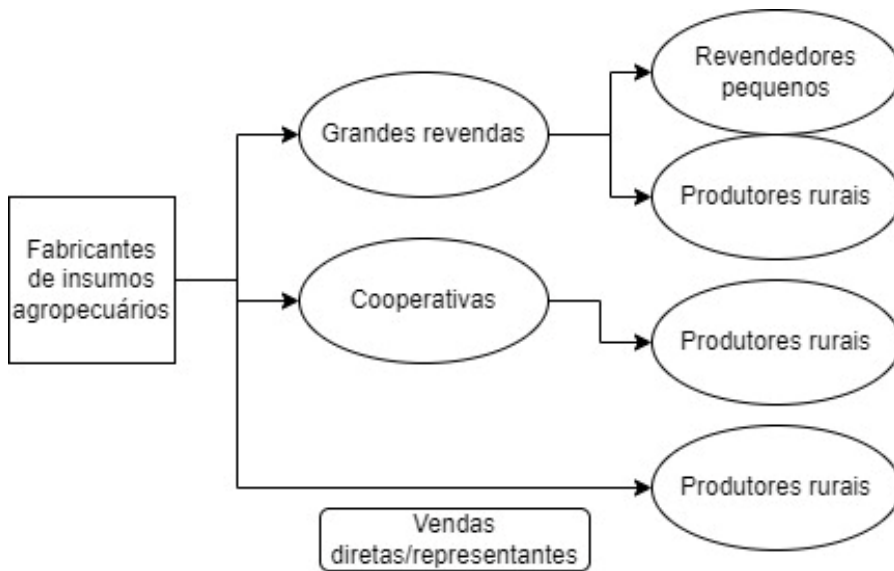 Revendedores
pequenos
Grandes revendas
Produtores rurais
Fabricantes
de insumos
agropecuários
Cooperativas
Produtores rurais
Produtores rurais
Vendas
diretas/representantes